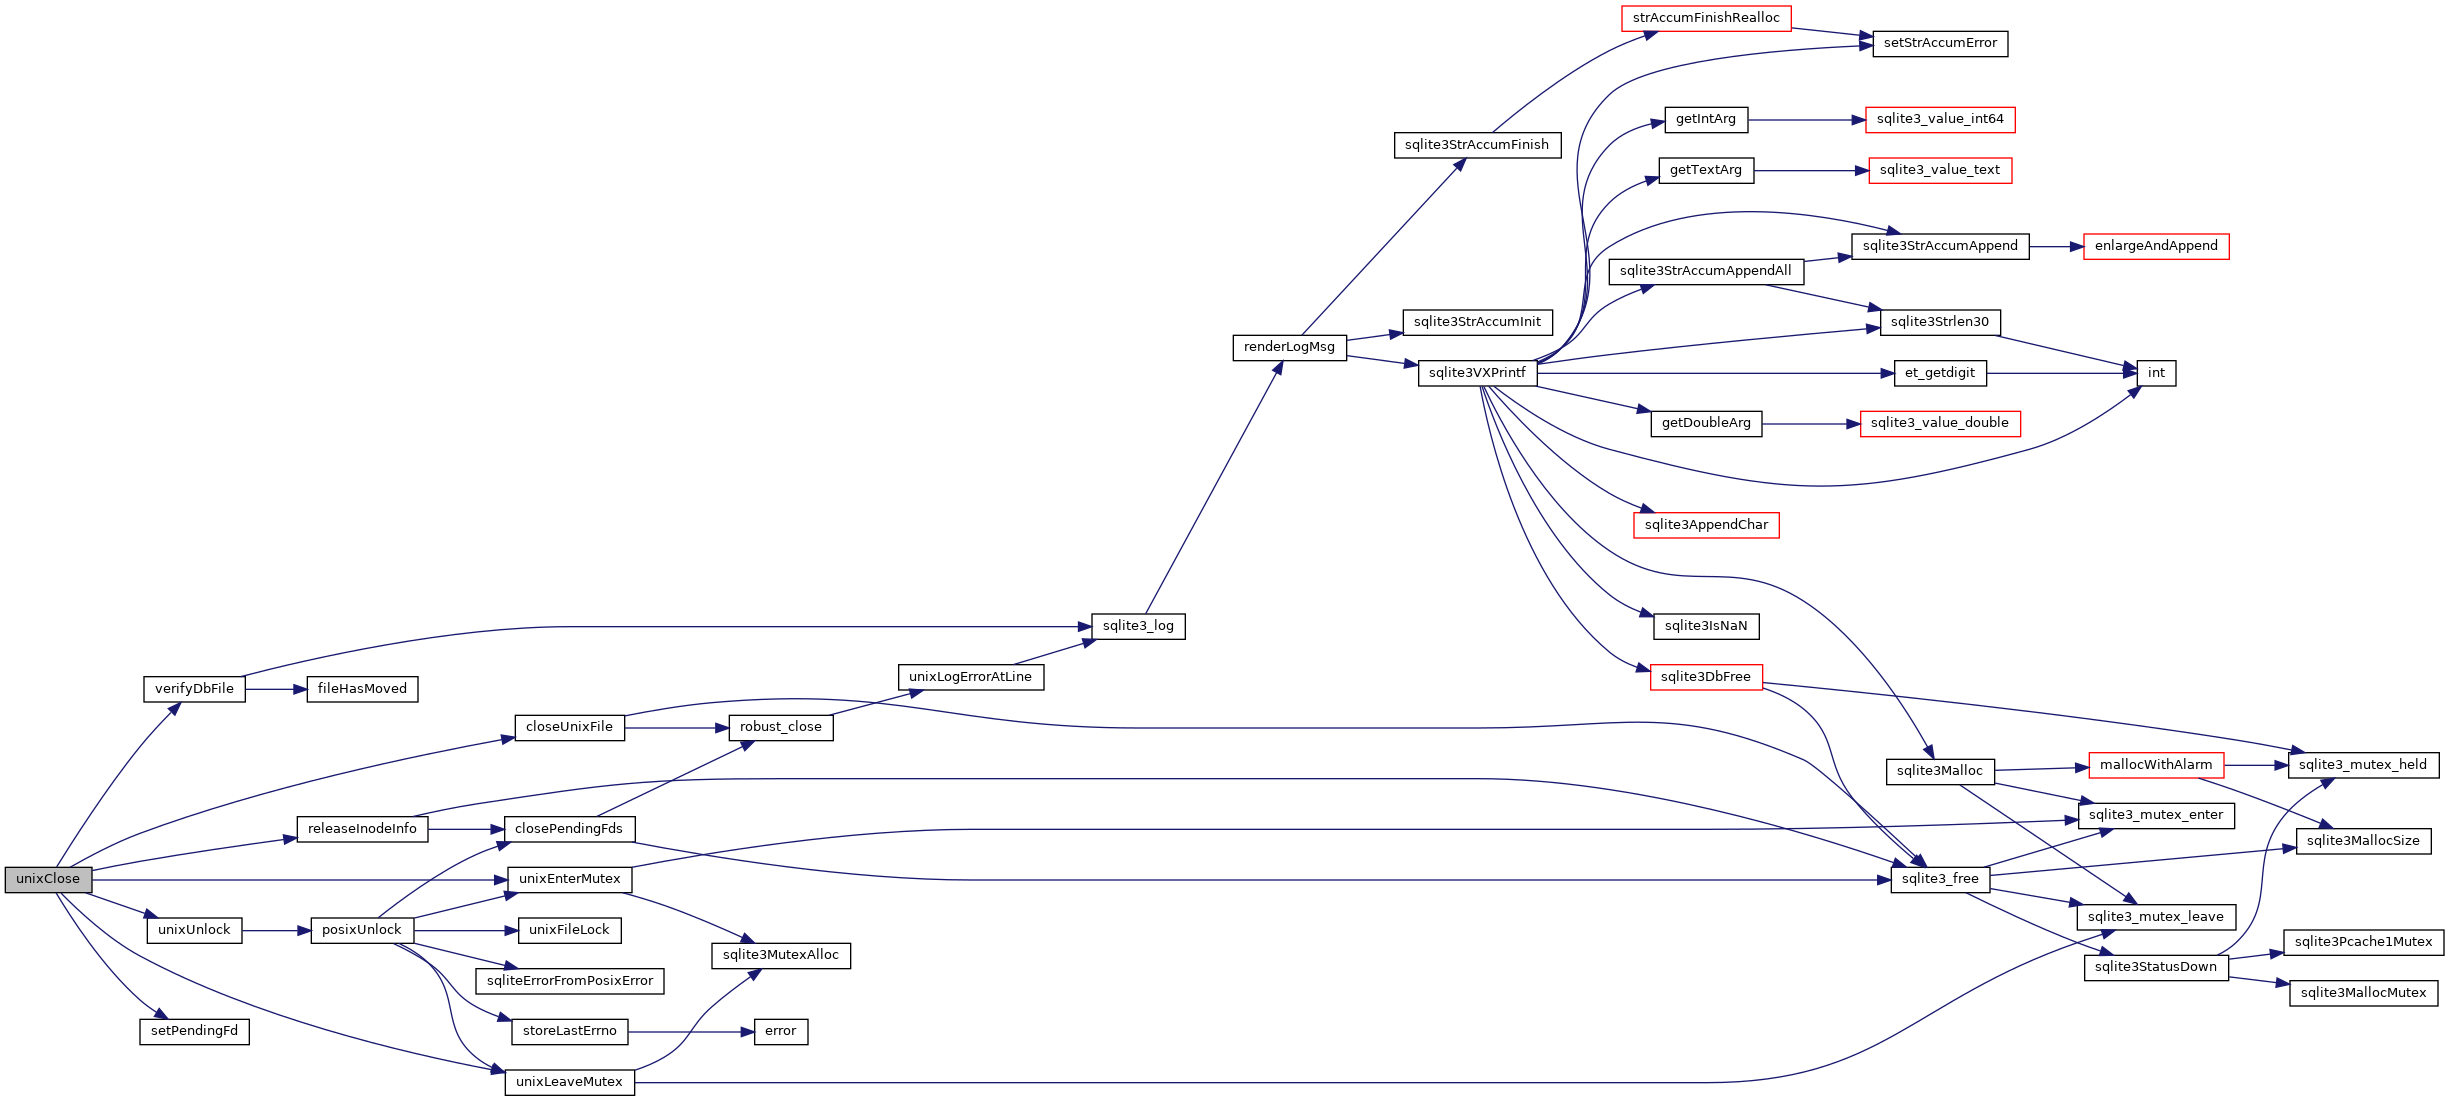 strAccumFinishRealloc
setStrAccumError
getIntArg
sqlite3_value_int64
sqlite3StrAccumFinish
getTextArg
sqlite3_value_text
sqlite3StrAccumAppend
enlargeAndAppend
sqlite3StrAccumAppendAll
sqlite3StrAccumInit
sqlite3Strlen30
renderLogMsg
sqlite3VXPrintf
et_getdigit
int
getDoubleArg
sqlite3_value_double
sqlite3AppendChar
sqlite3_log
sqlite3IsNaN
unixLogErrorAtLine
sqlite3DbFree
verifyDbFile
fileHasMoved
closeUnixFile
robust_close
sqlite3Malloc
mallocWithAlarm
sqlite3_mutex_held
sqlite3_mutex_enter
releaseInodeInfo
closePendingFds
sqlite3MallocSize
unixClose
unixEnterMutex
sqlite3_free
sqlite3_mutex_leave
unixUnlock
posixUnlock
unixFileLock
sqlite3Pcache1Mutex
sqlite3MutexAlloc
sqlite3StatusDown
sqliteErrorFromPosixError
sqlite3MallocMutex
setPendingFd
storeLastErrno
error
unixLeaveMutex